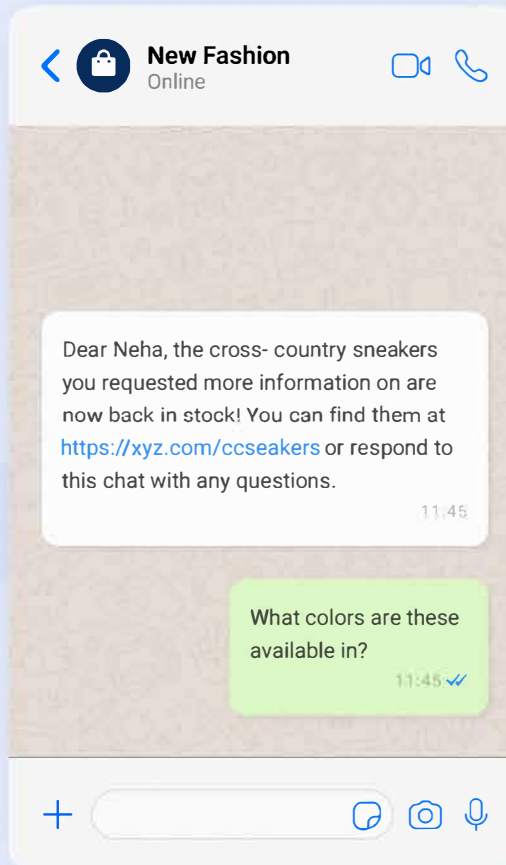 New Fashion
Online
Dear Neha, the cross- country sneakers
you requested more information on are
now back in stock! You can find them at
https://xyz.com/ccseakers or respond to
this chat with any questions.
11:45
What colors are these
available in?
11:45